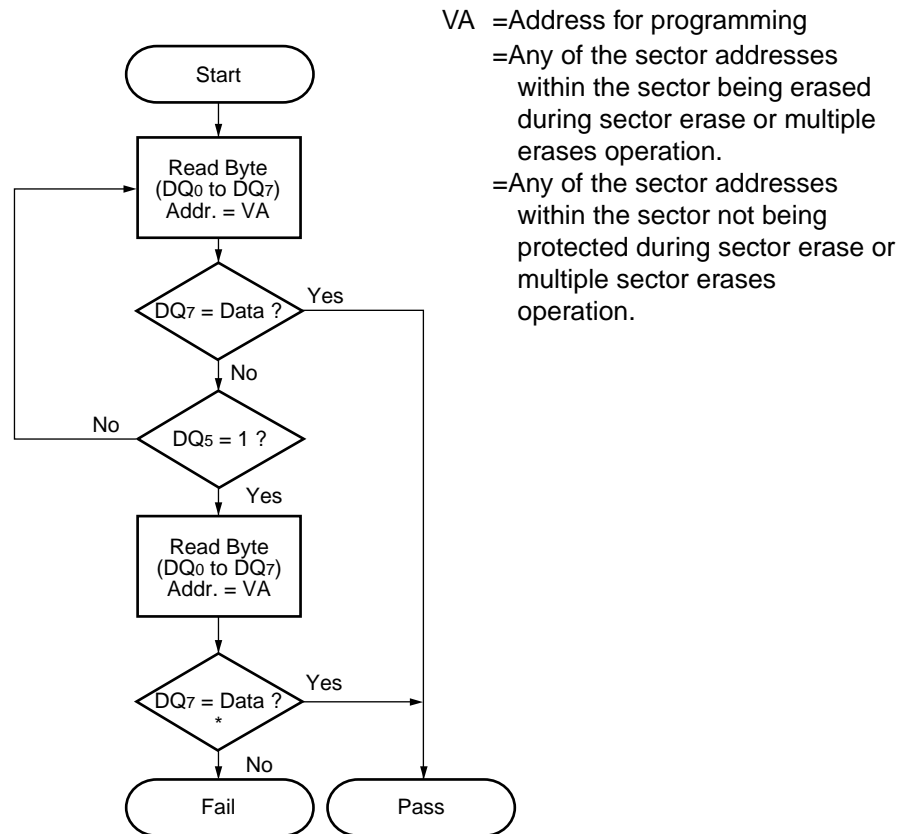 VA =Address for programming
=Any of the sector addresses
within the sector being erased
during sector erase or multiple
erases operation.
=Any of the sector addresses
within the sector not being
protected during sector erase or
multiple sector erases
operation.
Start
Read Byte
(DQ0 to DQ7)
Addr. = VA
DQ7 = Data ?
Yes
No
No
DQ5 = 1 ?
Yes
Read Byte
(DQ0 to DQ7)
Addr. = VA
DQ7 = Data ?
*
Yes
No
Fail
Pass